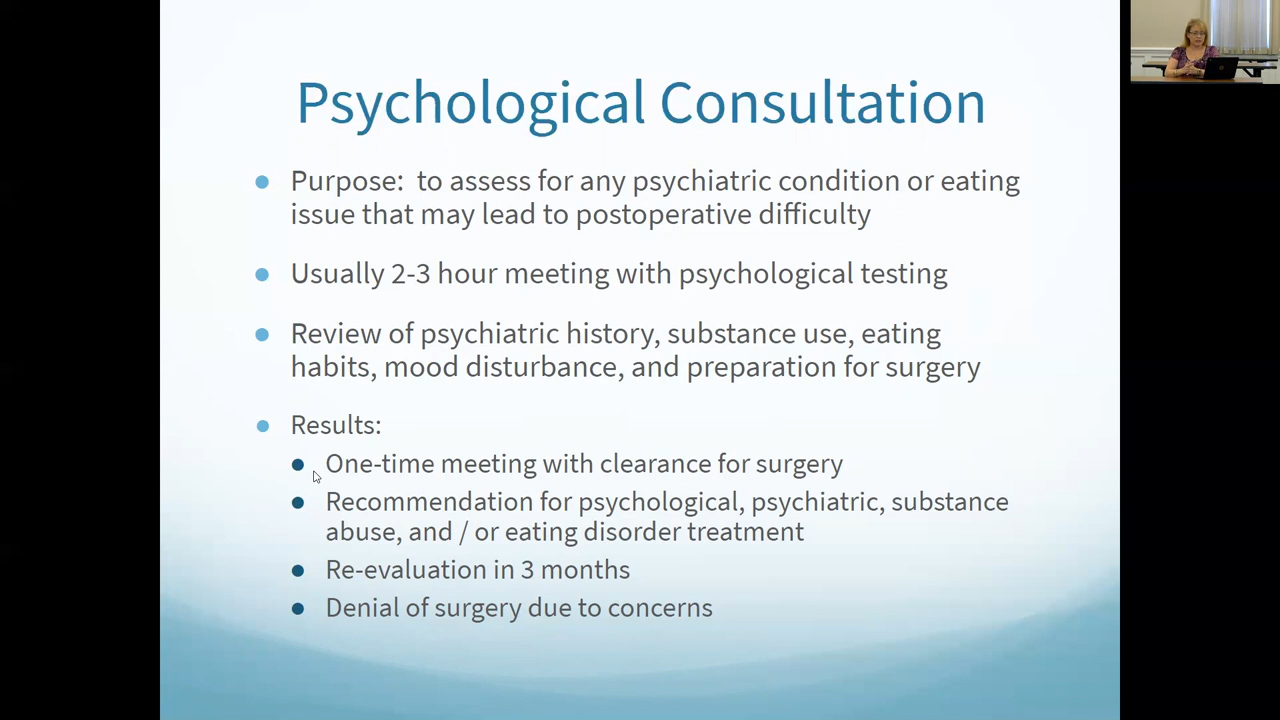 Psychological Consultation
Purpose:  to assess for any psychiatric condition or eating
issue that may lead to postoperative difficulty
Usually 2-3 hour meeting with psychological testing
Review of psychiatric history, substance use, eating
habits, mood disturbance, and preparation for surgery
Results:
One-time meeting with clearance for surgery
Recommendation for psychological, psychiatric, substance
abuse, and / or eating disorder treatment
Re-evaluation in 3 months
Denial of surgery due to concerns